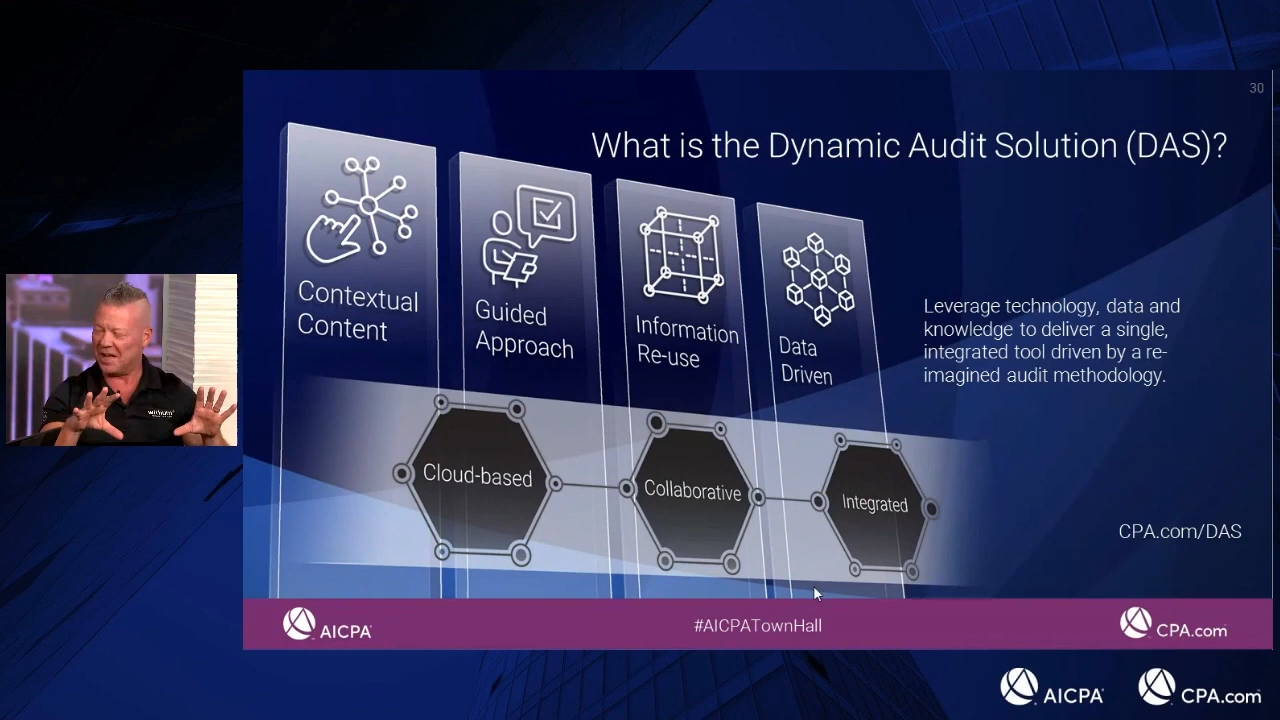 30
What is the Dynamic Audit Solution (DAS)?
Contextual
Content
Guided
Approach
Information
Re-use
Data
Driven
Leverage technology, data and
knowledge to deliver a single,
integrated tool driven by a re-
imagined audit methodology.
Cloud-based
Collaborative
Integrated
CPA.com/DAS
withum
AICPA
#AICPATownHall
CPA.com
AICPA
CPA.com